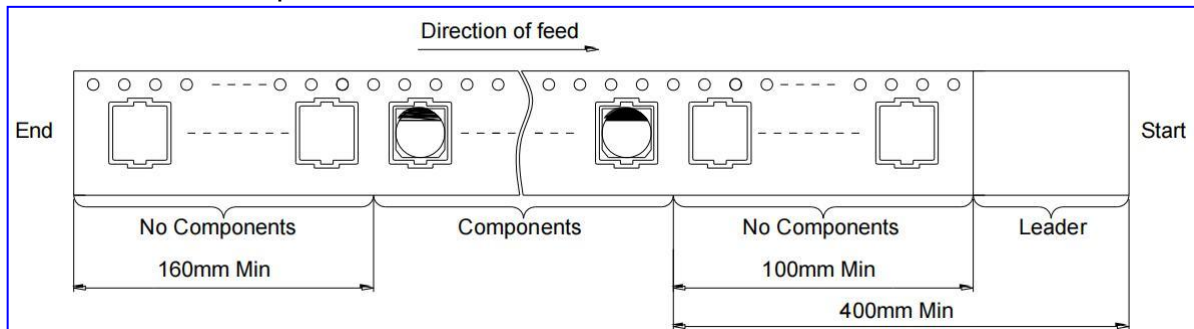 Direction of feed
End
Start
No Components
Components
No Components
Leader
160mm Min
100mm Min
400mm Min